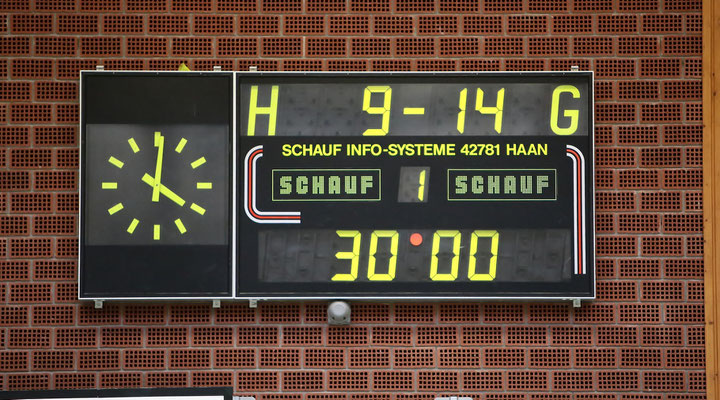 H 9-14 G
SCHAUF INFO-SYSTEME 42781 HAAN
SCHAUF 1 SCHAUF
30:00